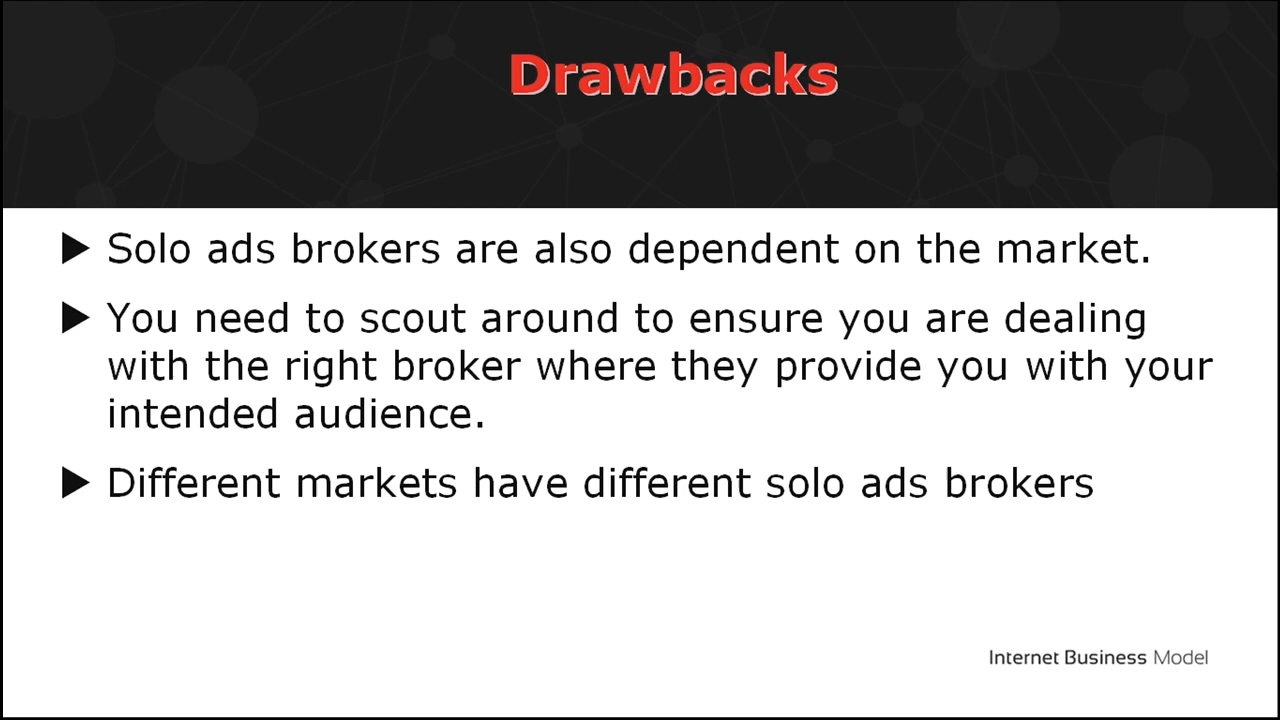 Drawbacks
Solo ads brokers are also dependent on the market.
You need to scout around to ensure you are dealing
with the right broker where they provide you with your
intended audience.
Different markets have different solo ads brokers
Internet Business Model